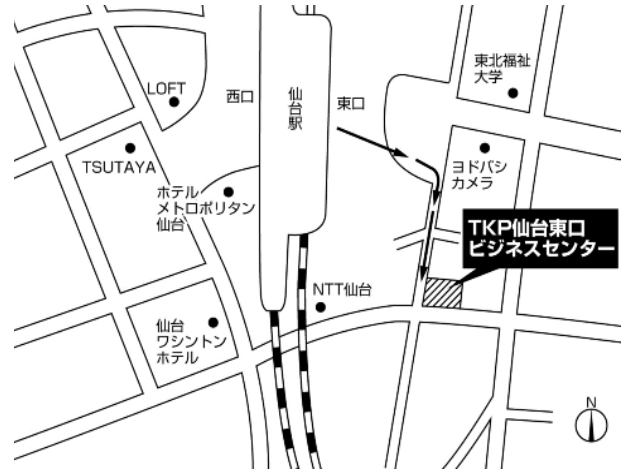 東北福祉
大学
LOFT
西口
仙台駅
東口
TSUTAYA
ヨドバシ
カメラ
ホテル
メトロポリタン
仙台
TKP仙台東口
ビジネスセンター
NTT仙台
仙台
ワシントン
ホテル
N